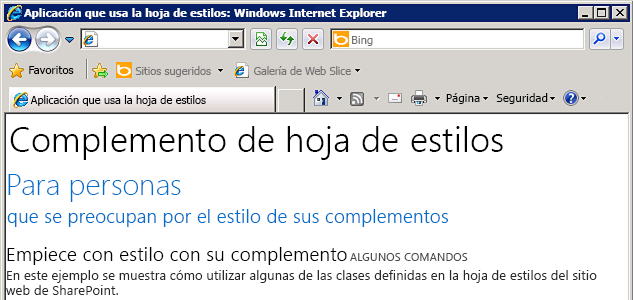 Aplicación que usa la hoja de estilos: Windows Internet Explorer
Bing
Favoritos Sitios sugeridos Galería de Web Slice
Aplicación que usa la hoja de estilos Página Seguridad
Complemento de hoja de estilos
Para personas
que se preocupan por el estilo de sus complementos
Empiece con estilo con su complemento ALGUNOS COMANDOS
En este ejemplo se muestra cómo utilizar algunas de las clases definidas en la hoja de estilos del sitio
web de SharePoint.